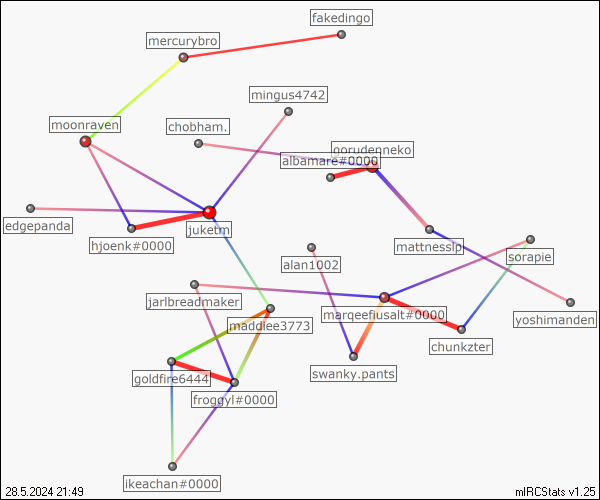 fakedingo
mercurybro
mingus4742
moonraven
chobham.
gorudenneko
albamare#0000
edgepanda
juketm
hjoenk#0000
mattnesslp
sorapie
alan1002
jarlbreadmaker
marqeefiusalt#0000
yoshimanden
maddiee3773
chunkzter
swanky.pants
goldfire6444
froggyl#0000
ikeachan#0000
28.5.2024 21:49
mIRCStats v1.25